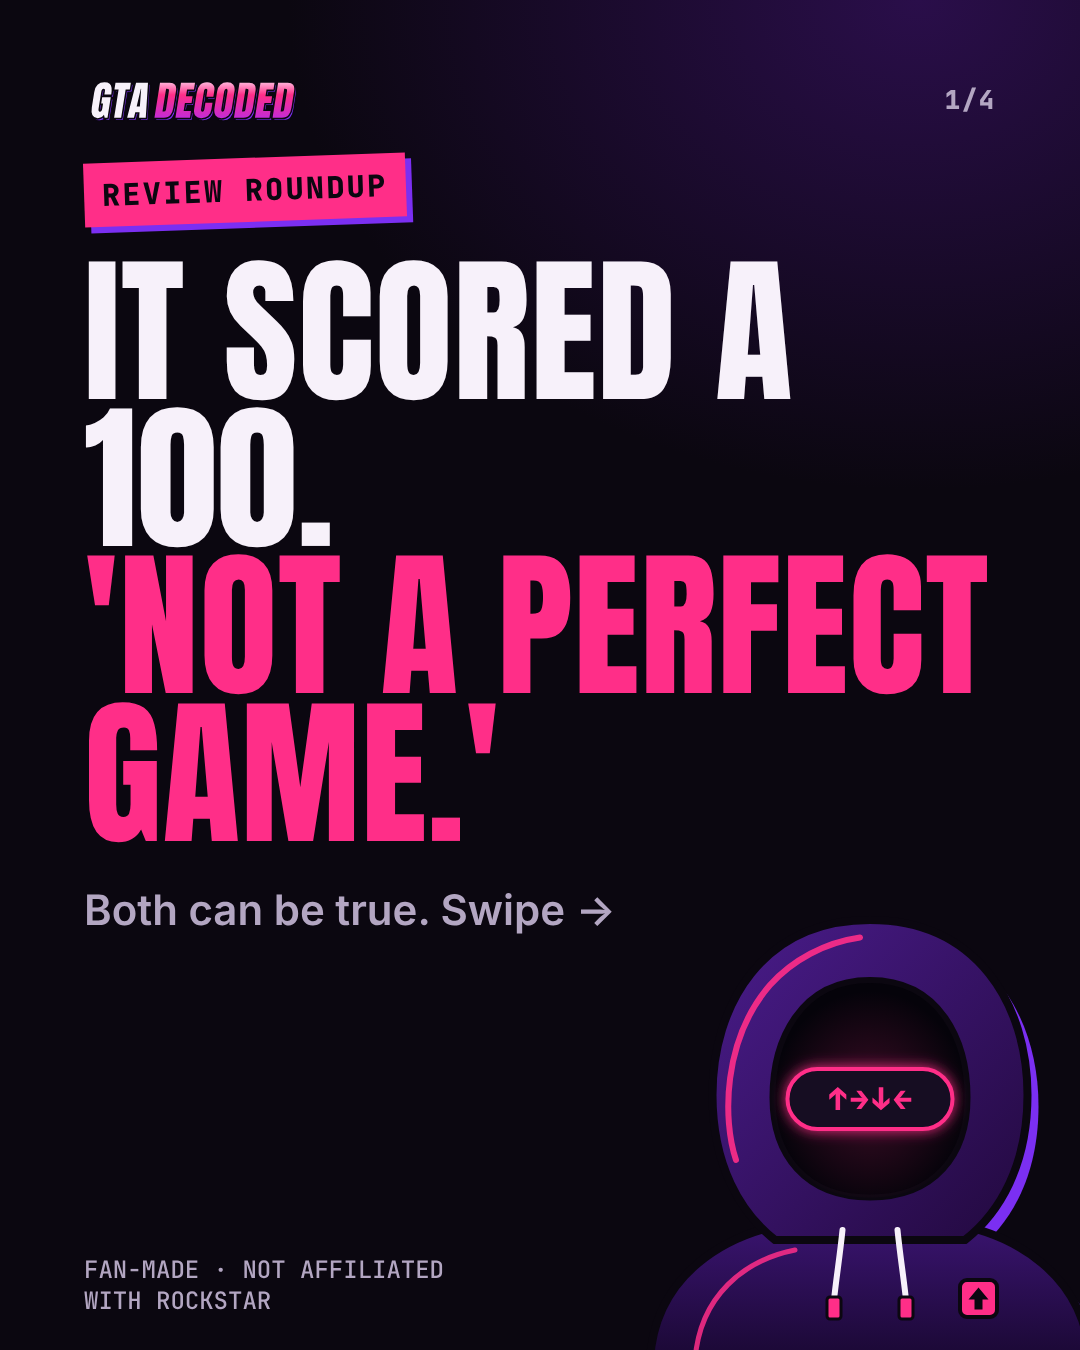 GTA DECODED
1/4
REVIEW ROUNDUP
IT SCORED A
100.
'NOT A PERFECT
GAME.'
Both can be true. Swipe →
↑→↓←
FAN-MADE · NOT AFFILIATED
WITH ROCKSTAR